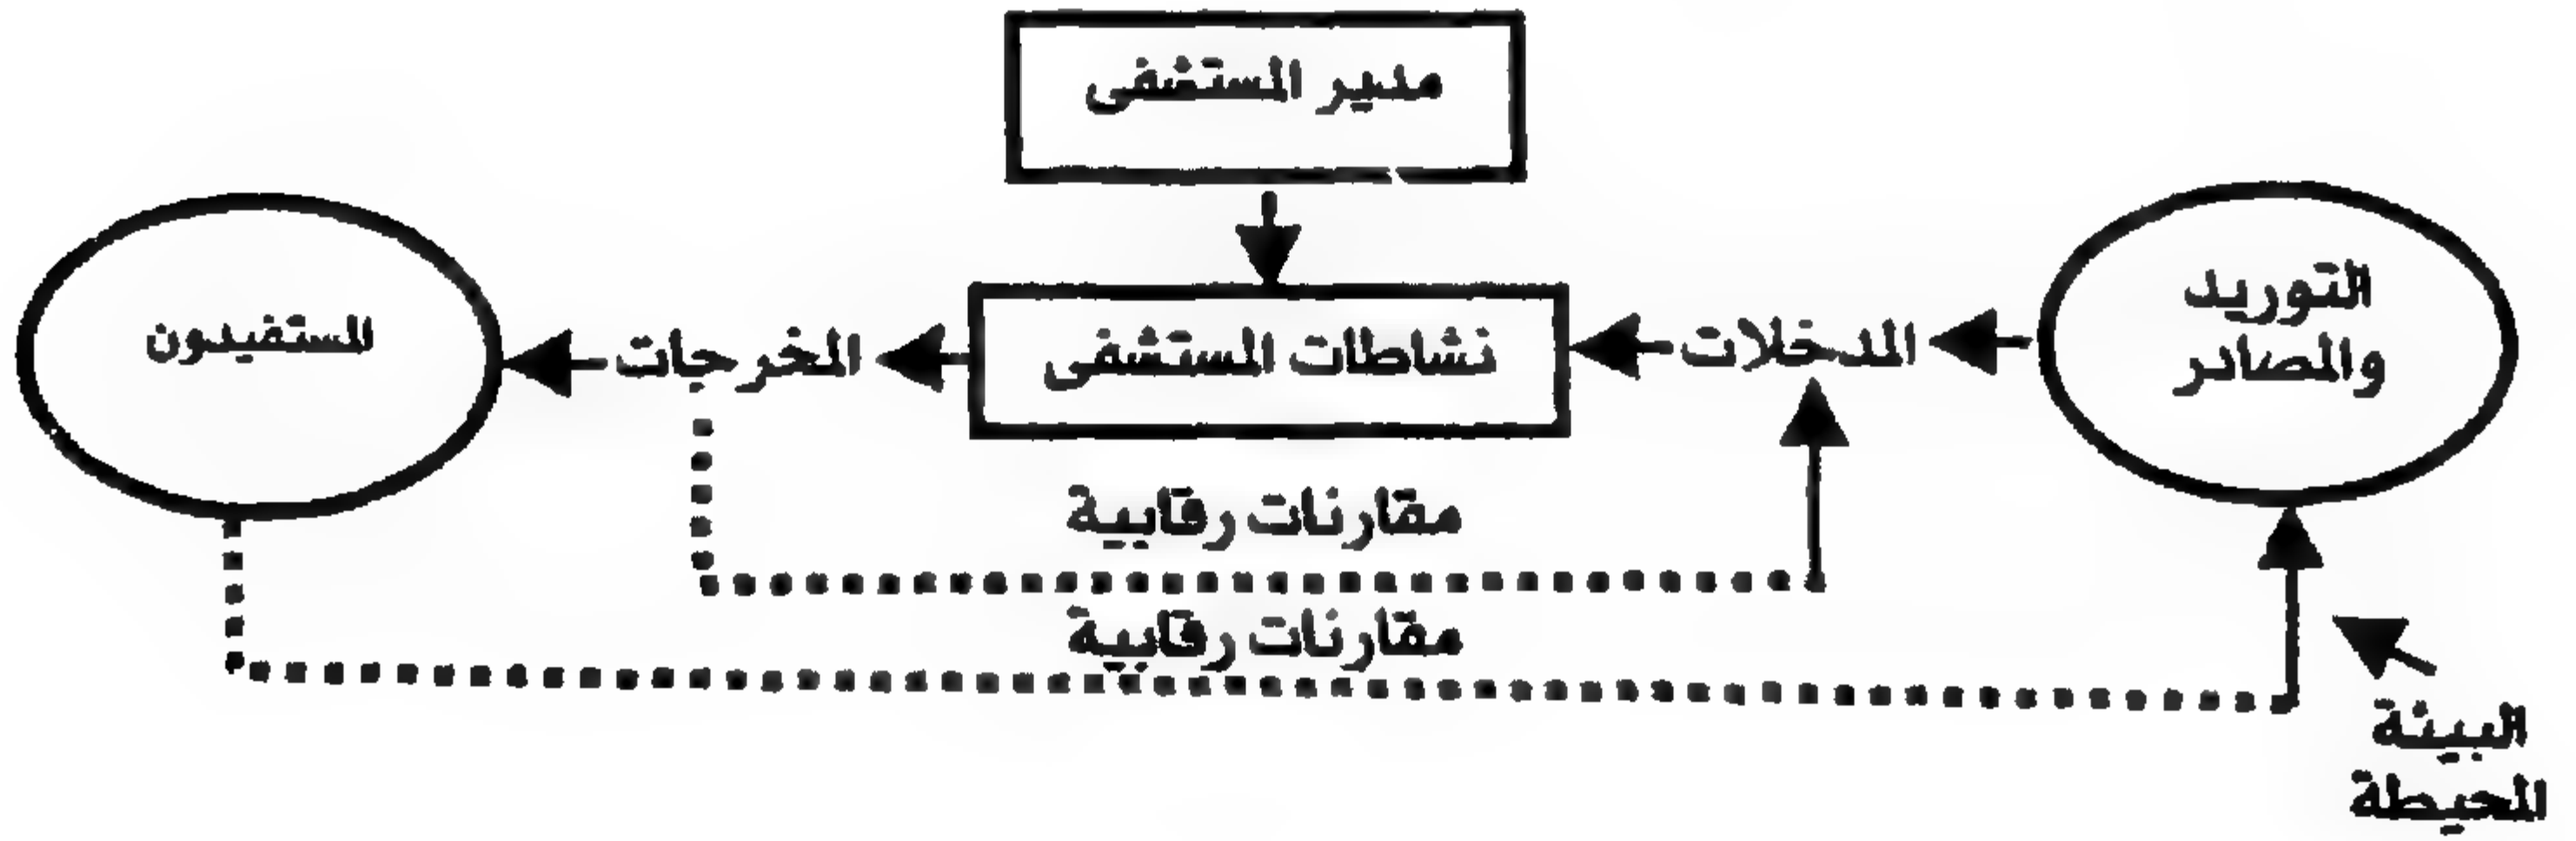 مدير المستشفى
التوريد
والمصادر
المدخلات
نشاطات المستشفى
المخرجات
المستفيدون
مقارنات رقابية
مقارنات رقابية
البيئة
المحيطة